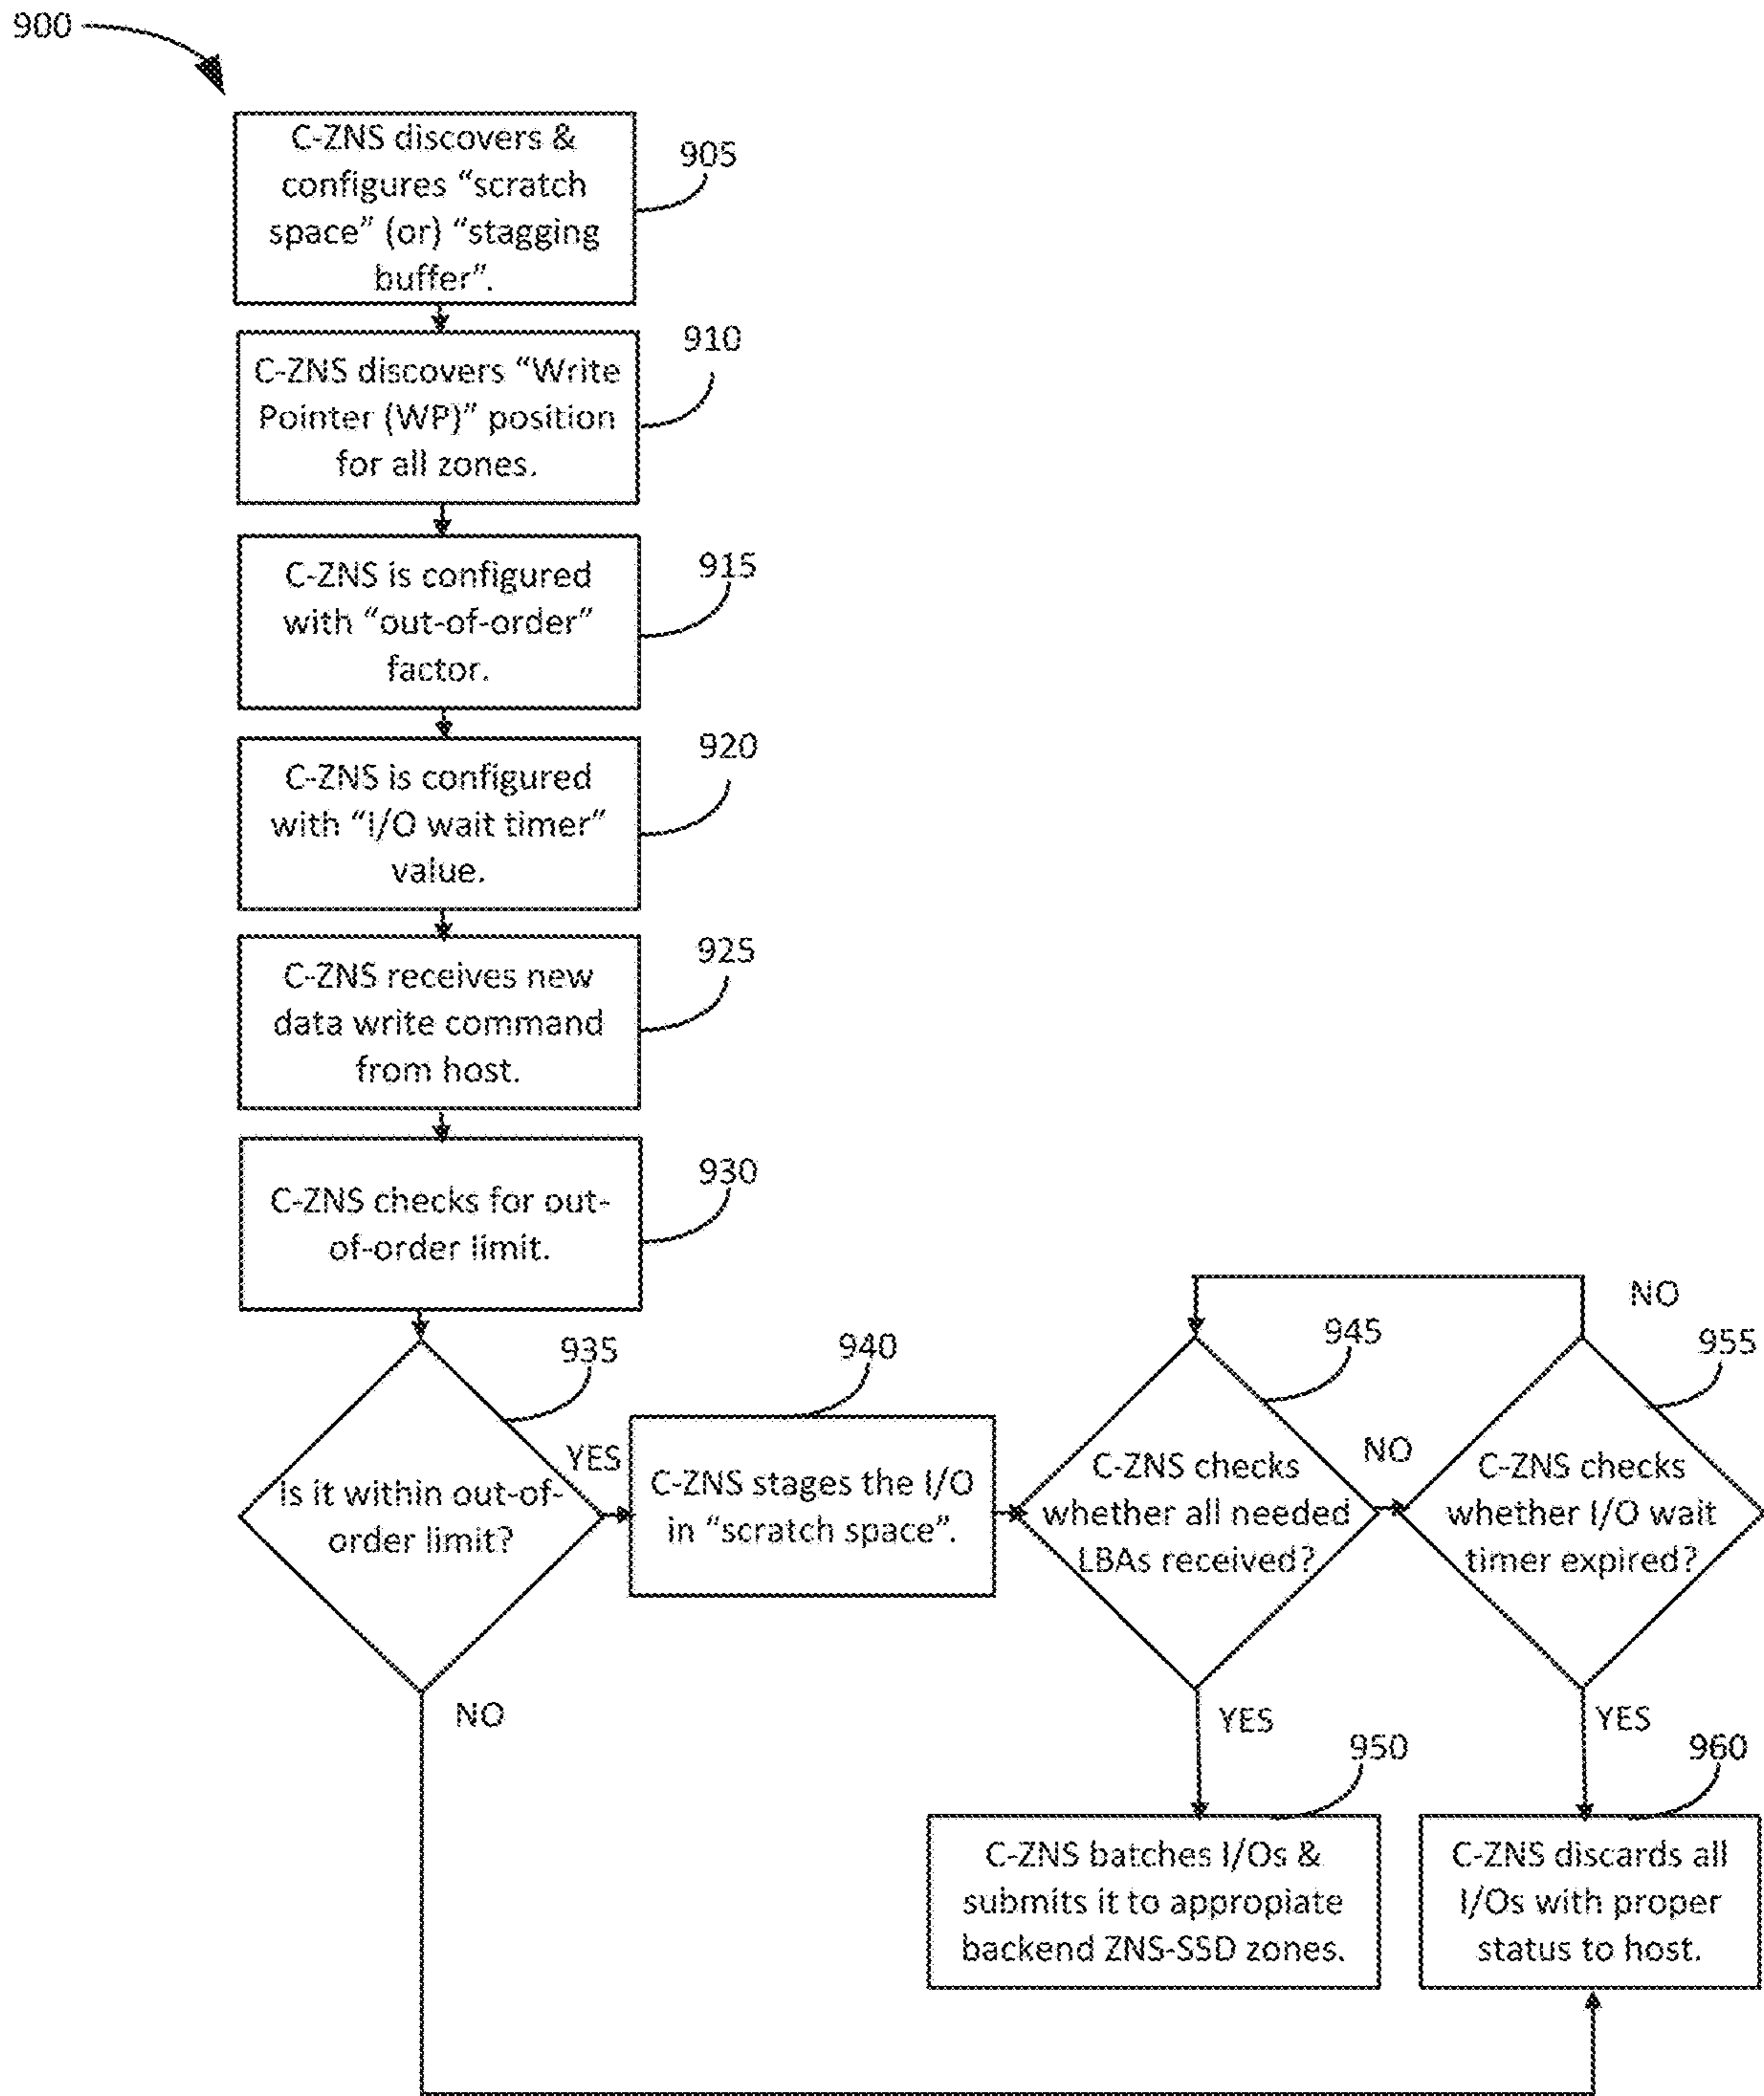 900
C-ZNS discovers &
configures “scratch
space” (or) “stagging
buffer”.
905
C-ZNS discovers “Write
Pointer (WP)” position
for all zones.
910
C-ZNS is configured
with “out-of-order”
factor.
915
C-ZNS is configured
with “I/O wait timer”
value.
920
C-ZNS receives new
data write command
from host.
925
C-ZNS checks for out-
of-order limit.
930
Is it within out-of-
order limit?
935
YES
NO
C-ZNS stages the I/O
in “scratch space”.
940
C-ZNS checks
whether all needed
LBAs received?
945
NO
YES
C-ZNS checks
whether I/O wait
timer expired?
955
NO
YES
C-ZNS batches I/Os &
submits it to appropiate
backend ZNS-SSD zones.
950
C-ZNS discards all
I/Os with proper
status to host.
960